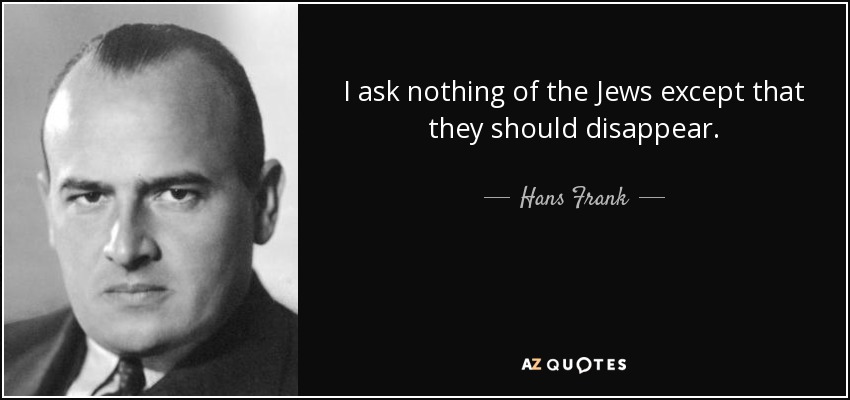 I ask nothing of the Jews except that
they should disappear.
— Hans Frank —
AZ QUOTES